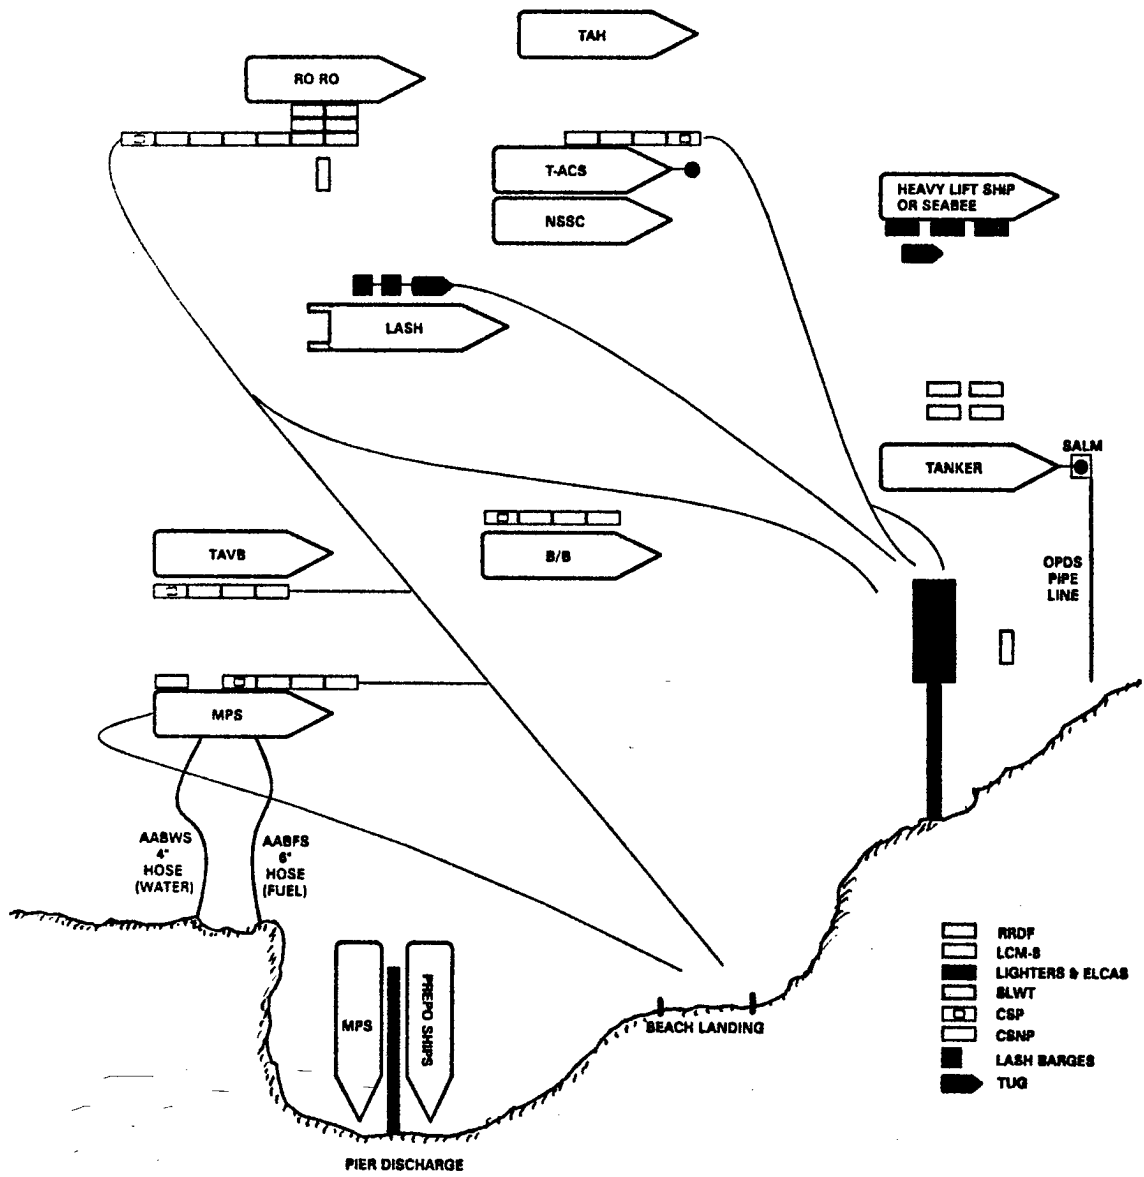 TAH
RO RO
T-ACS
HEAVY LIFT SHIP
OR SEABEE
NSSC
LASH
SALM
TANKER
TAVB
B/B
OPDS
PIPE
LINE
MPS
AABWS
4"
HOSE
(WATER)
AABFS
6"
HOSE
(FUEL)
MPS
PREPO SHIPS
BEACH LANDING
PIER DISCHARGE
RRDF
LCM-8
LIGHTERS & ELCAS
SLWT
CSP
CSNP
LASH BARGES
TUG